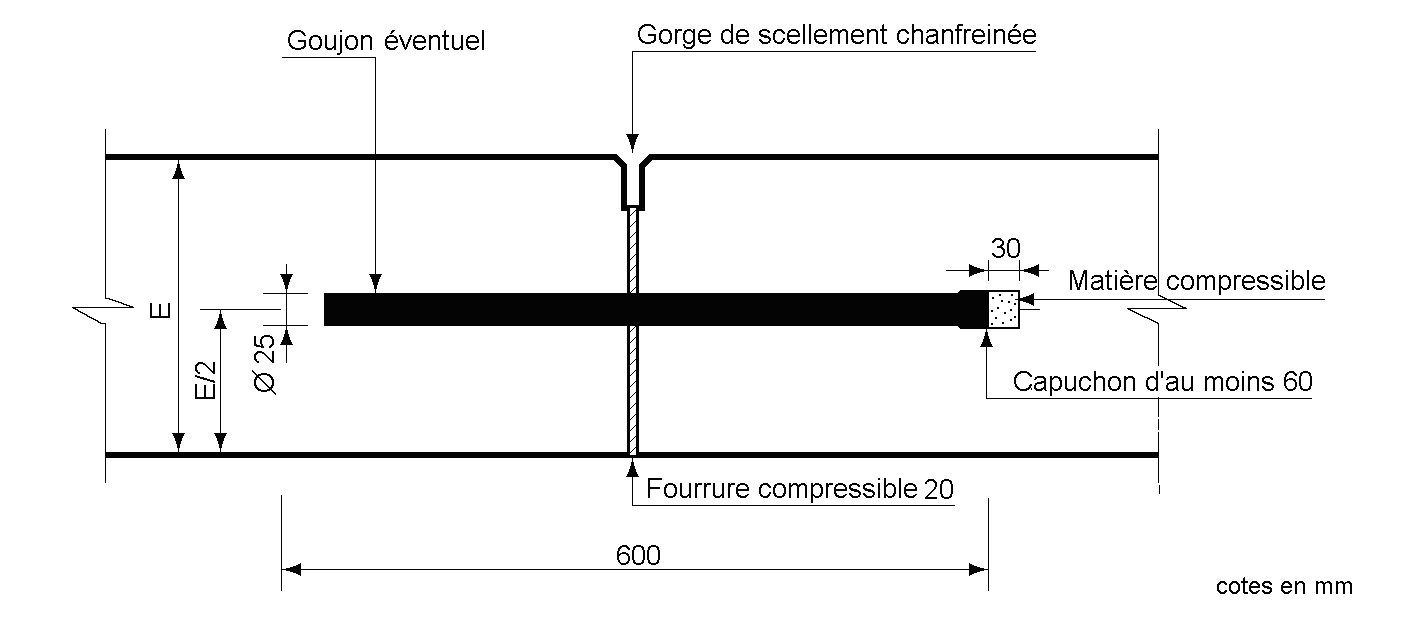 Goujon éventuel
Gorge de scellement chanfreinée
30
Matière compressible
E
E/2
Ø 25
Capuchon d'au moins 60
Fourrure compressible 20
600
cotes en mm